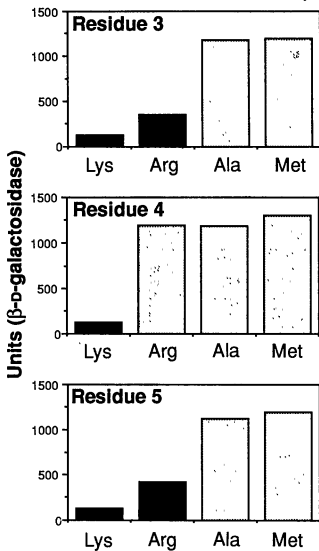 Units (β-D-galactosidase)
Residue 3
1500
1000
500
0
Lys Arg Ala Met
Residue 4
1500
1000
500
0
Lys Arg Ala Met
Residue 5
1500
1000
500
0
Lys Arg Ala Met